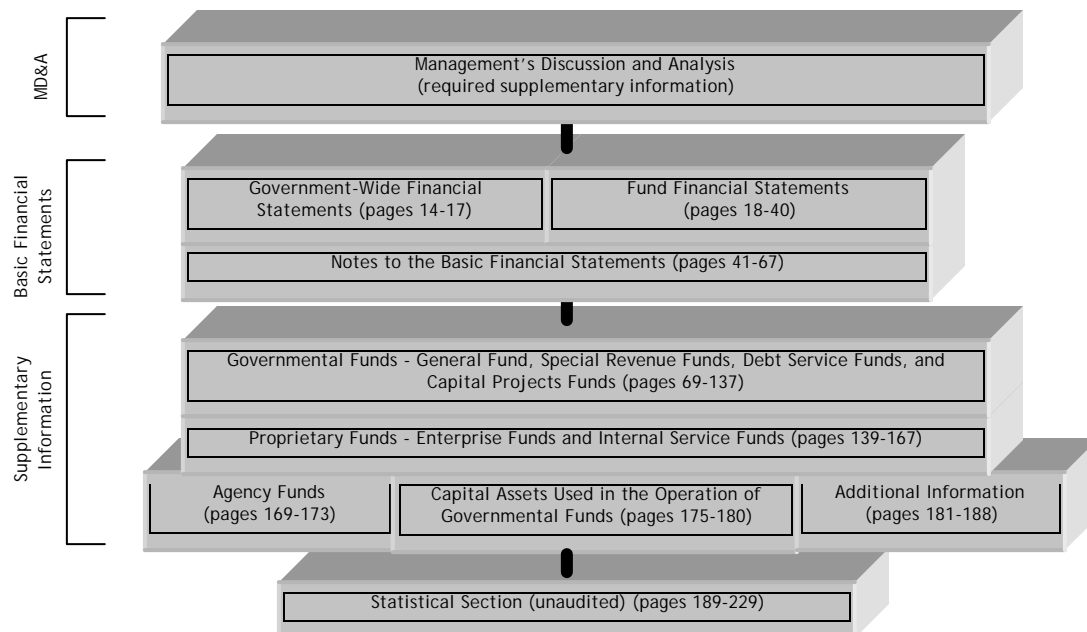 MD&A
Management's Discussion and Analysis
(required supplementary information)
Basic Financial
Statements
Government-Wide Financial
Statements (pages 14-17)
Fund Financial Statements
(pages 18-40)
Notes to the Basic Financial Statements (pages 41-67)
Supplementary
Information
Governmental Funds - General Fund, Special Revenue Funds, Debt Service Funds, and
Capital Projects Funds (pages 69-137)
Proprietary Funds - Enterprise Funds and Internal Service Funds (pages 139-167)
Agency Funds
(pages 169-173)
Capital Assets Used in the Operation of
Governmental Funds (pages 175-180)
Additional Information
(pages 181-188)
Statistical Section (unaudited) (pages 189-229)